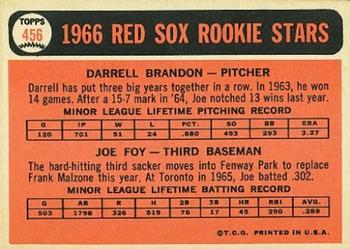 TOPPS
456
1966 RED SOX ROOKIE STARS
DARRELL BRANDON — PITCHER
Darrell has put three big years together in a row. In 1963, he won
14 games. After a 15-7 mark in '64, Joe notched 13 wins last year.
MINOR LEAGUE LIFETIME PITCHING RECORD
G IP WON LOST PCT. SO BB ERA
120 701 51 24 .680 493 293 3.27
JOE FOY — THIRD BASEMAN
The hard-hitting third sacker moves into Fenway Park to replace
Frank Malzone this year. At Toronto in 1965, Joe batted .302.
MINOR LEAGUE LIFETIME BATTING RECORD
G AB R H 2B 3B HR RBI AVG.
503 1798 326 519 76 17 45 290 .289
©T.C.G. PRINTED IN U.S.A.